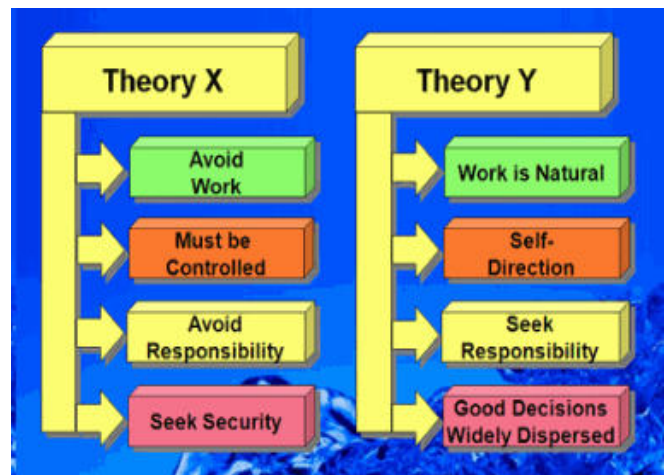 Theory X
Avoid
Work
Must be
Controlled
Avoid
Responsibility
Seek Security
Theory Y
Work is Natural
Self-
Direction
Seek
Responsibility
Good Decisions
Widely Dispersed